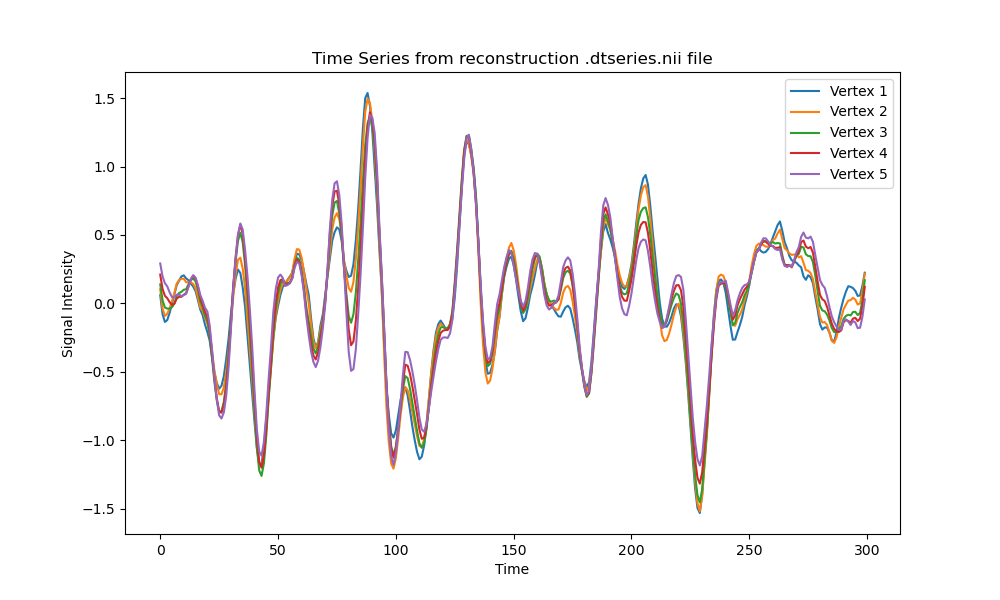 Time Series from reconstruction .dtseries.nii file
Vertex 1
Vertex 2
Vertex 3
Vertex 4
Vertex 5
1.5
1.0
0.5
0.0
−0.5
−1.0
−1.5
Signal Intensity
0 50 100 150 200 250 300
Time